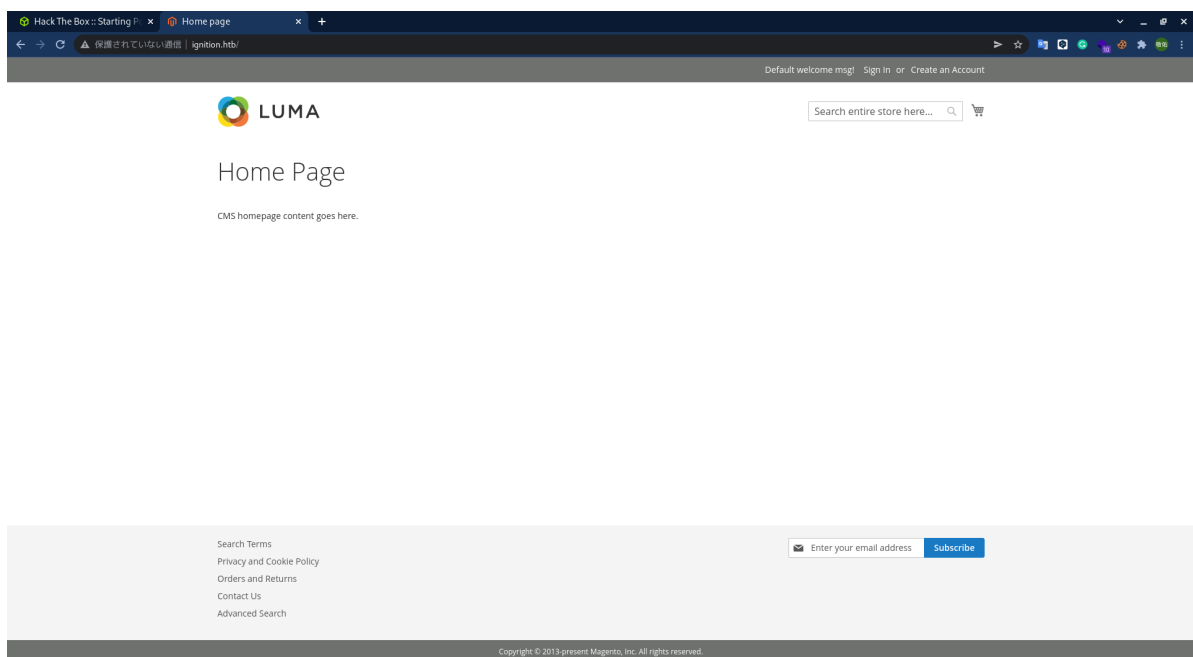 Hack The Box :: Starting P
Home page
保護されていない通信 | ignition.htb/
Default welcome msg! Sign In or Create an Account
LUMA
Search entire store here...
Home Page
CMS homepage content goes here.
Search Terms
Enter your email address Subscribe
Privacy and Cookie Policy
Orders and Returns
Contact Us
Advanced Search
Copyright © 2013-present Magento, Inc. All rights reserved.